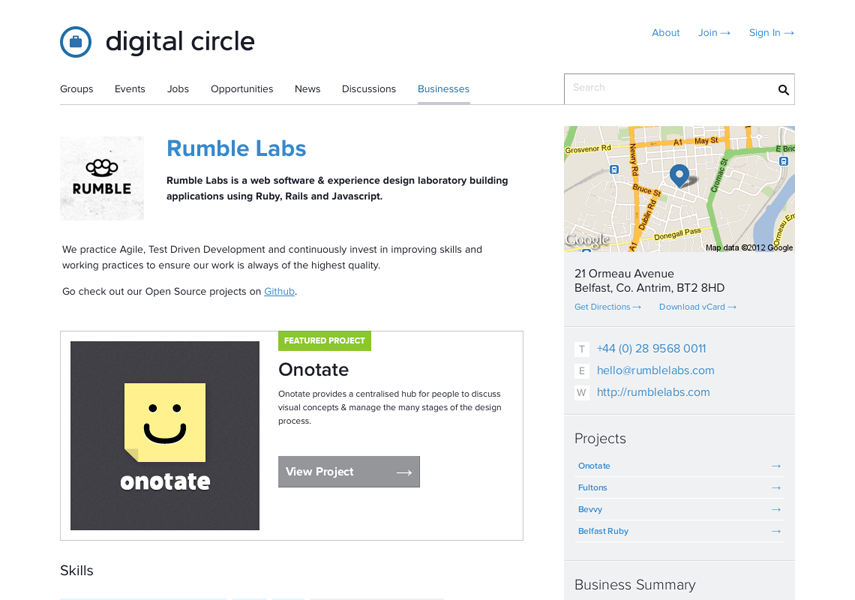 digital circle
About
Join →
Sign In →
Groups
Events
Jobs
Opportunities
News
Discussions
Businesses
Search
RUMBLE
Rumble Labs
Rumble Labs is a web software & experience design laboratory building
applications using Ruby, Rails and Javascript.
We practice Agile, Test Driven Development and continuously invest in improving skills and
working practices to ensure our work is always of the highest quality.
Go check out our Open Source projects on Github.
FEATURED PROJECT
Onotate
Onotate provides a centralised hub for people to discuss
visual concepts & manage the many stages of the design
process.
View Project →
onotate
Skills
Grosvenor Rd
A1
May St
E Bric
Newry Rd
Cromac St
Bruce St
Dublin Rd
Donegall Pass
Ormeau Em
A1
Google
Map data ©2012 Google
21 Ormeau Avenue
Belfast, Co. Antrim, BT2 8HD
Get Directions →
Download vCard →
T +44 (0) 28 9568 0011
E hello@rumblelabs.com
W http://rumblelabs.com
Projects
Onotate →
Fultons →
Bevvy →
Belfast Ruby →
Business Summary